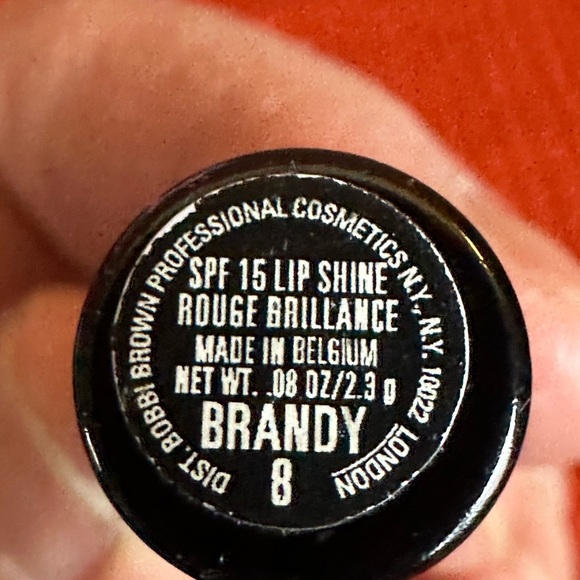 DIST. BOBBI BROWN PROFESSIONAL COSMETICS N.Y., N.Y. 10022 LONDON
SPF 15 LIP SHINE
ROUGE BRILLANCE
MADE IN BELGIUM
NET WT. .08 OZ/2.3 g
BRANDY
8